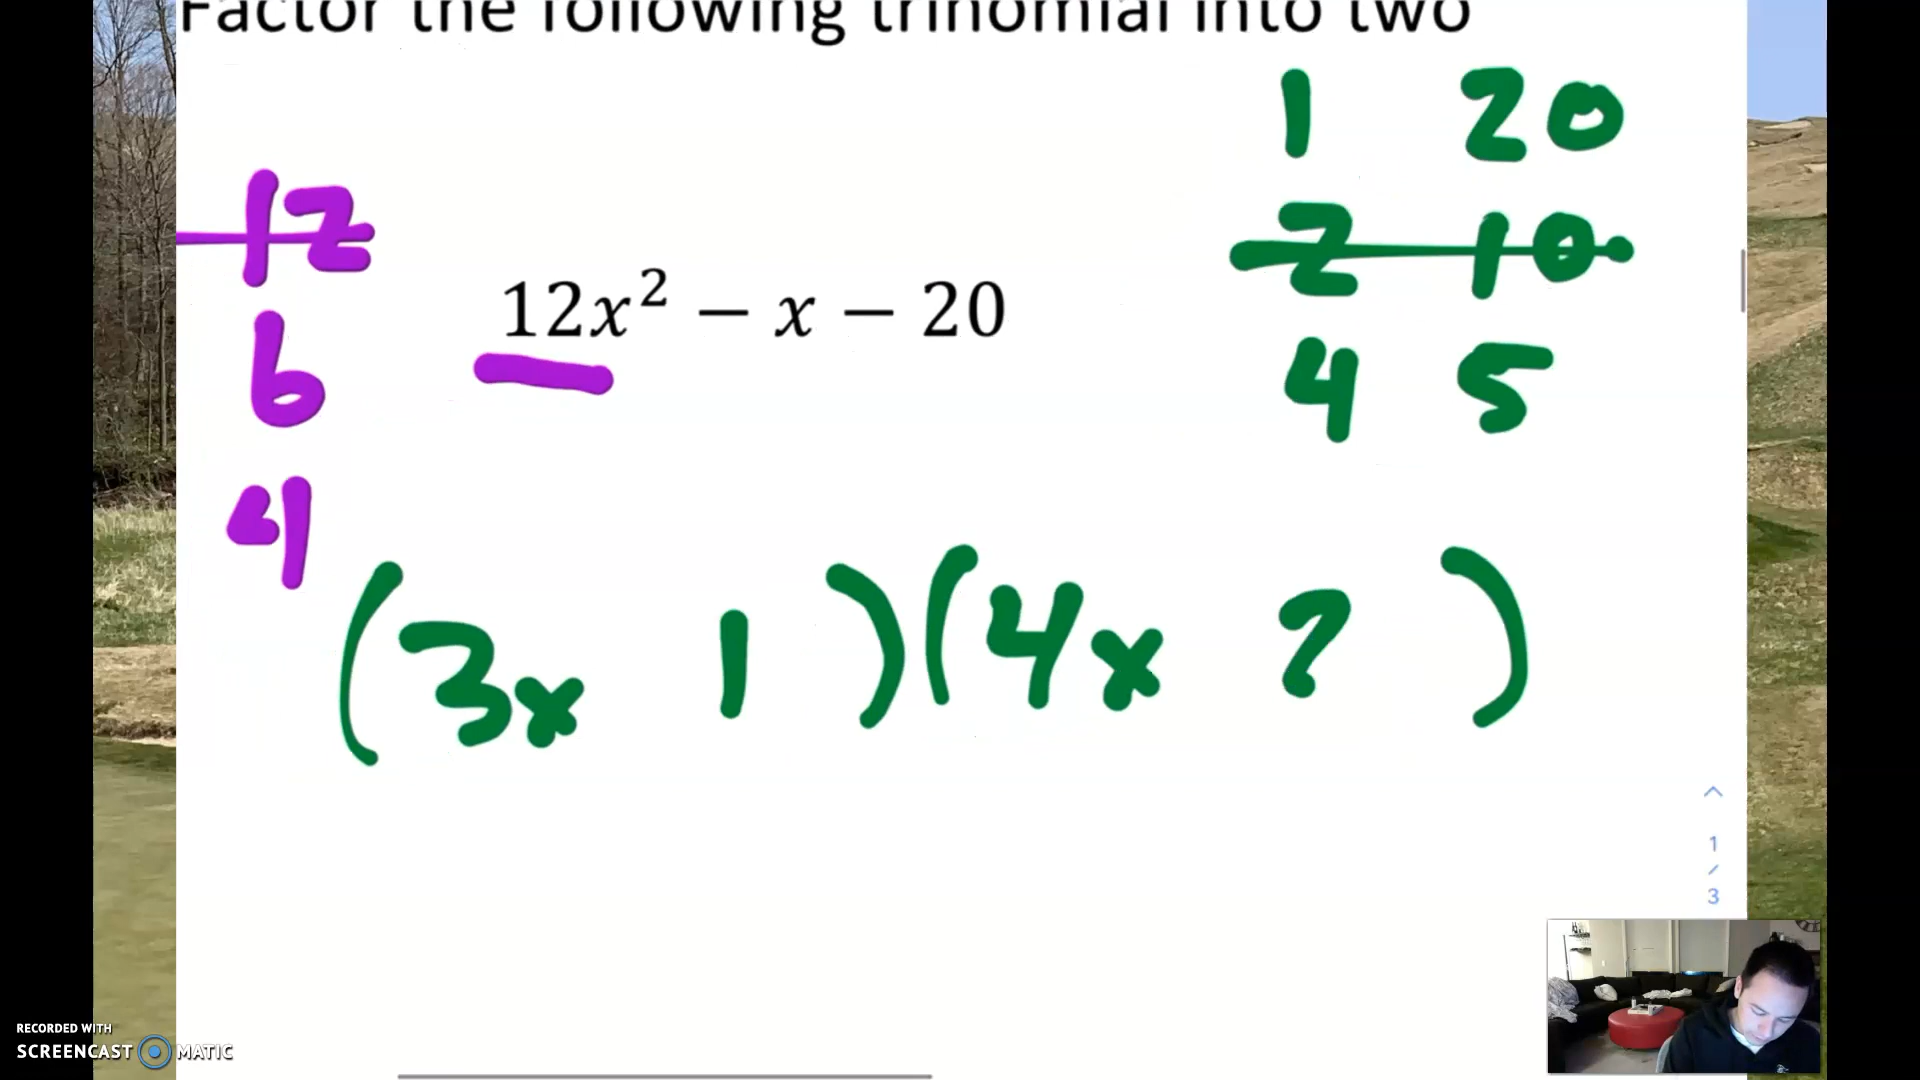 Factor the following trinomial into two
1 20
12
2 10
12x² − x − 20
6
4 5
4
(3x 1 )(4x 2 )
1
/
3
RECORDED WITH
SCREENCAST MATIC